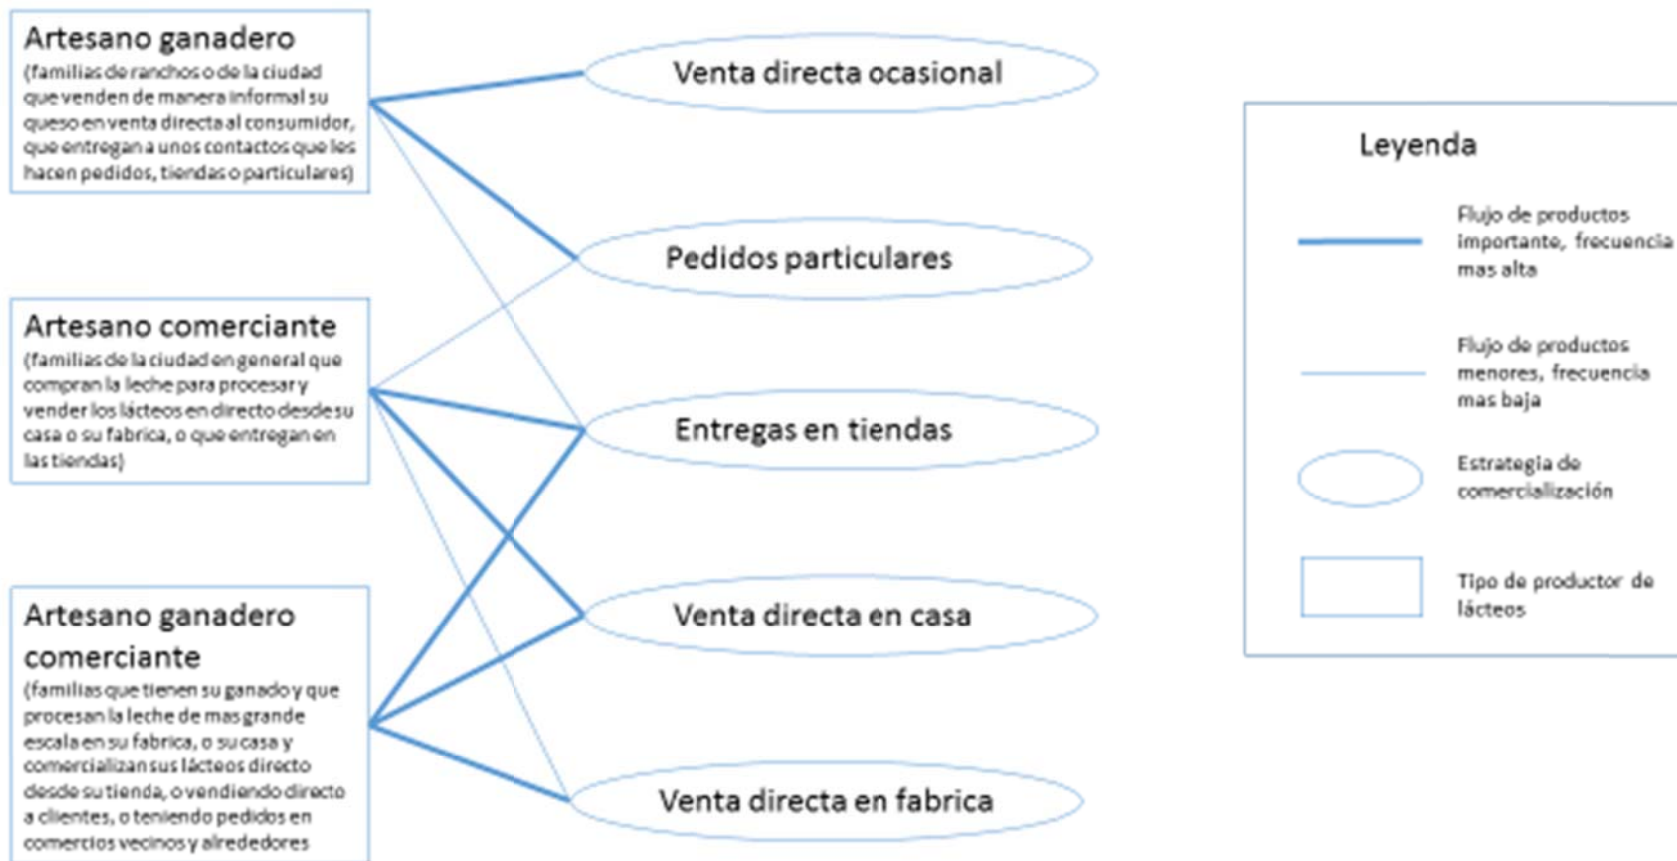 Artesano ganadero
(familias de ranchos o de la ciudad
que venden de manera informal su
queso en venta directa al consumidor,
que entregan a unos contactos que les
hacen pedidos, tiendas o particulares)
Artesano comerciante
(familias de la ciudad en general que
compran la leche para procesar y
vender los lácteos en directo desde su
casa o su fabrica, o que entregan en
las tiendas)
Artesano ganadero
comerciante
(familias que tienen su ganado y que
procesan la leche de mas grande
escala en su fabrica, o su casa y
comercializan sus lácteos directo
desde su tienda, o vendiendo directo
a clientes, o teniendo pedidos en
comercios vecinos y alrededores
Venta directa ocasional
Pedidos particulares
Entregas en tiendas
Venta directa en casa
Venta directa en fabrica
Leyenda
Flujo de productos
importante, frecuencia
mas alta
Flujo de productos
menores, frecuencia
mas baja
Estrategia de
comercialización
Tipo de productor de
lácteos